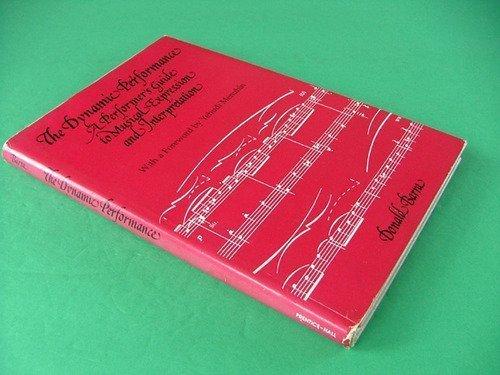 The Dynamic Performance
A Performer's Guide
to Musical Expression
and Interpretation
With a Foreword by Yehudi Menuhin
Donald Barra
Barra
The Dynamic Performance
PRENTICE-HALL